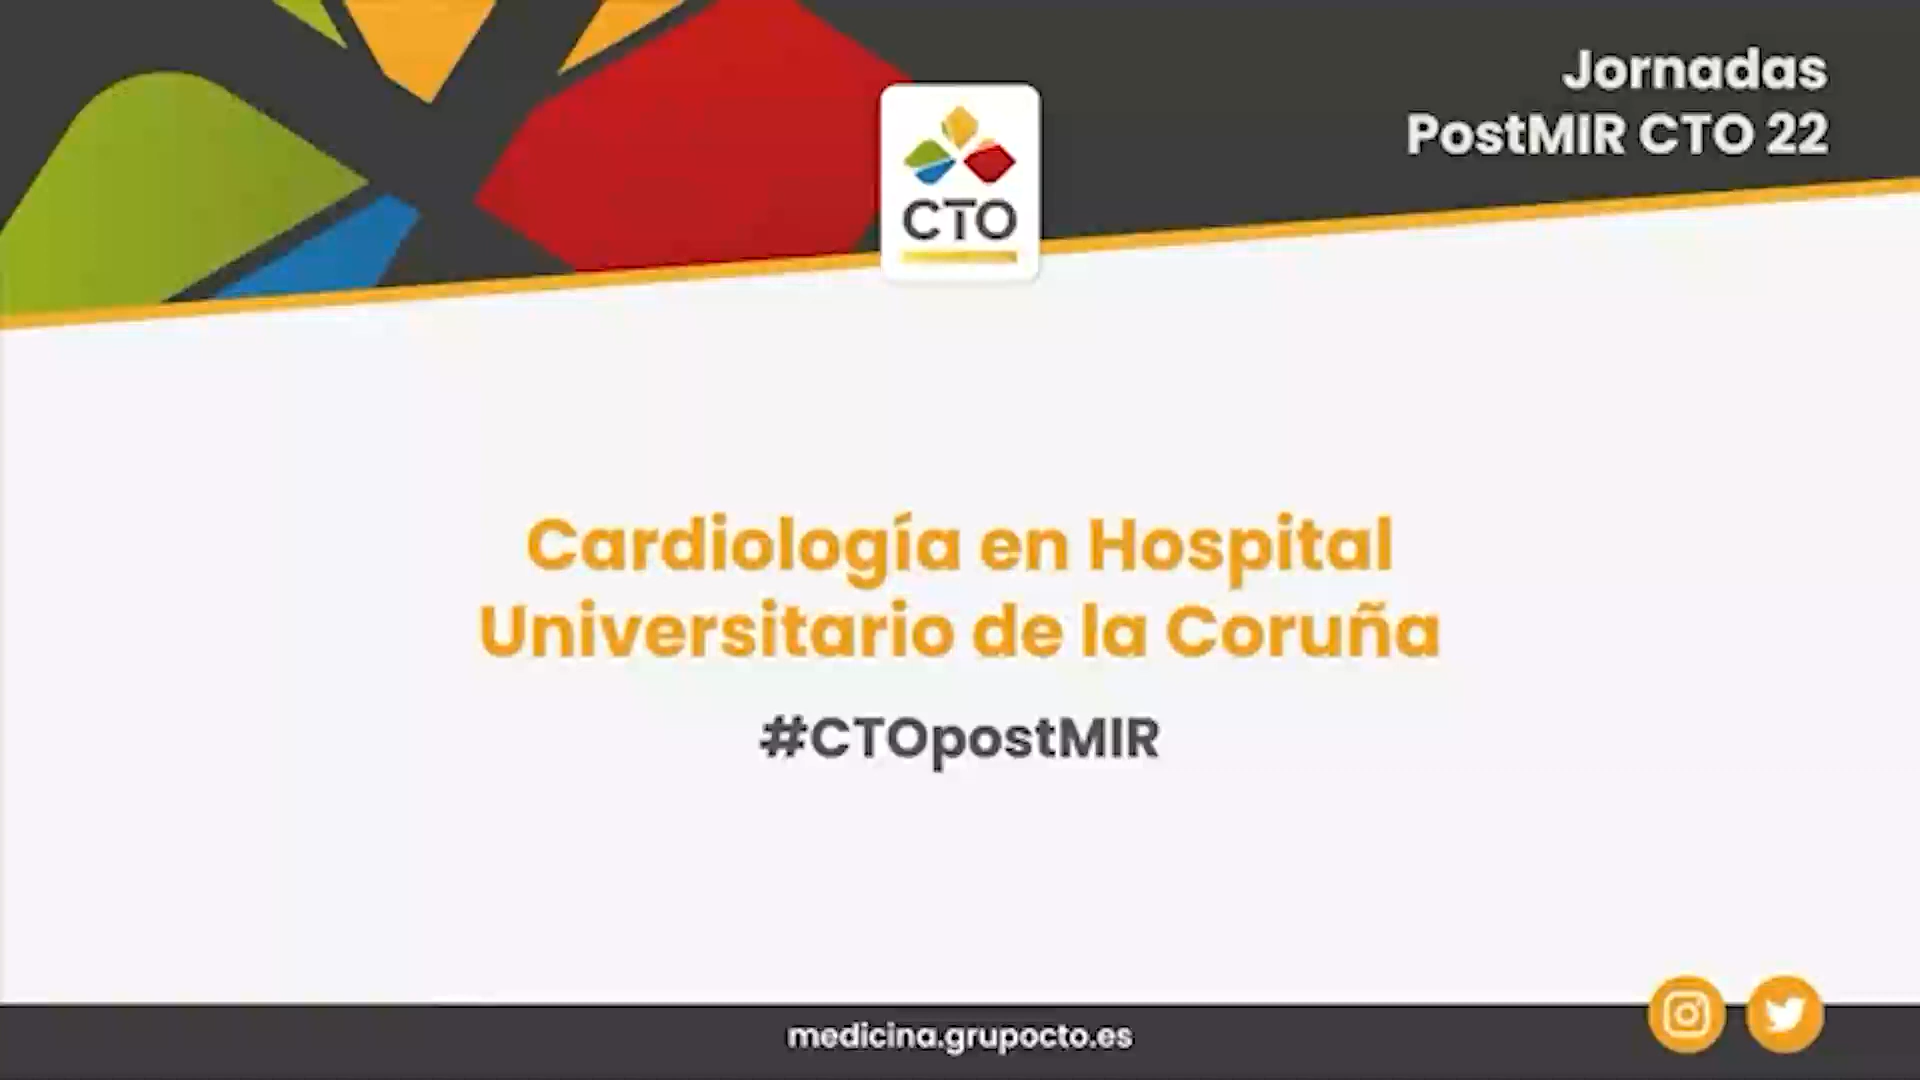 Jornadas
PostMIR CTO 22
CTO
Cardiología en Hospital
Universitario de la Coruña
#CTOpostMIR
medicina.grupocto.es